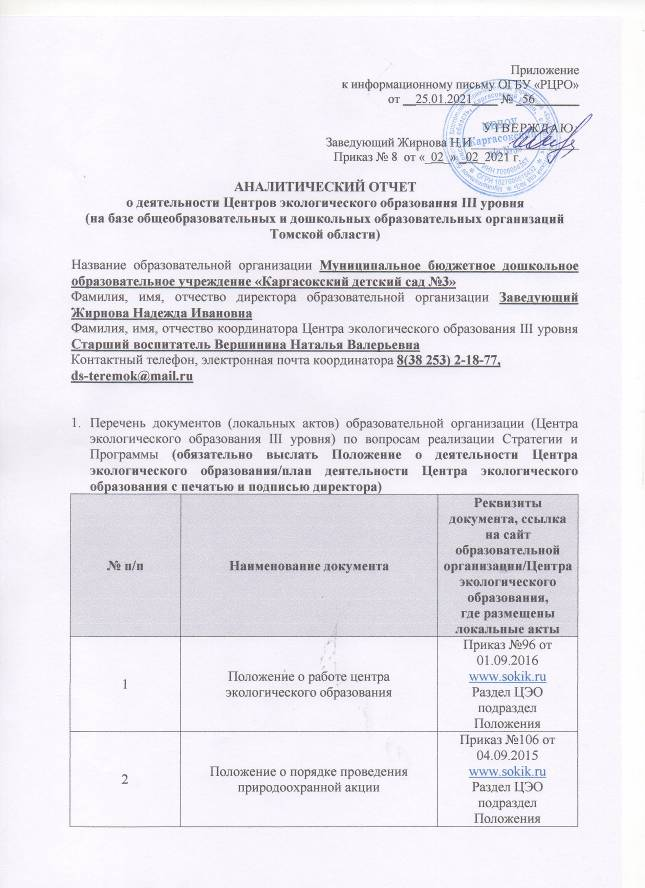 Приложение
к информационному письму ОГБУ «РЦРО»
от __25.01.2021____ № _56______
УТВЕРЖДАЮ:
Заведующий Жирнова Н.И
Приказ № 8 от «_02_» _02_2021 г.
АНАЛИТИЧЕСКИЙ ОТЧЕТ
о деятельности Центров экологического образования III уровня
(на базе общеобразовательных и дошкольных образовательных организаций
Томской области)
Название образовательной организации Муниципальное бюджетное дошкольное
образовательное учреждение «Каргасокский детский сад №3»
Фамилия, имя, отчество директора образовательной организации Заведующий
Жирнова Надежда Ивановна
Фамилия, имя, отчество координатора Центра экологического образования III уровня
Старший воспитатель Вершинина Наталья Валерьевна
Контактный телефон, электронная почта координатора 8(38 253) 2-18-77,
ds-teremok@mail.ru
1. Перечень документов (локальных актов) образовательной организации (Центра
экологического образования III уровня) по вопросам реализации Стратегии и
Программы (обязательно выслать Положение о деятельности Центра
экологического образования/план деятельности Центра экологического
образования с печатью и подписью директора)
№ п/п
Наименование документа
Реквизиты
документа, ссылка
на сайт
образовательной
организации/Центра
экологического
образования,
где размещены
локальные акты
1
Положение о работе центра
экологического образования
Приказ №96 от
01.09.2016
www.sokik.ru
Раздел ЦЭО
подраздел
Положения
2
Положение о порядке проведения
природоохранной акции
Приказ №106 от
04.09.2015
www.sokik.ru
Раздел ЦЭО
подраздел
Положения